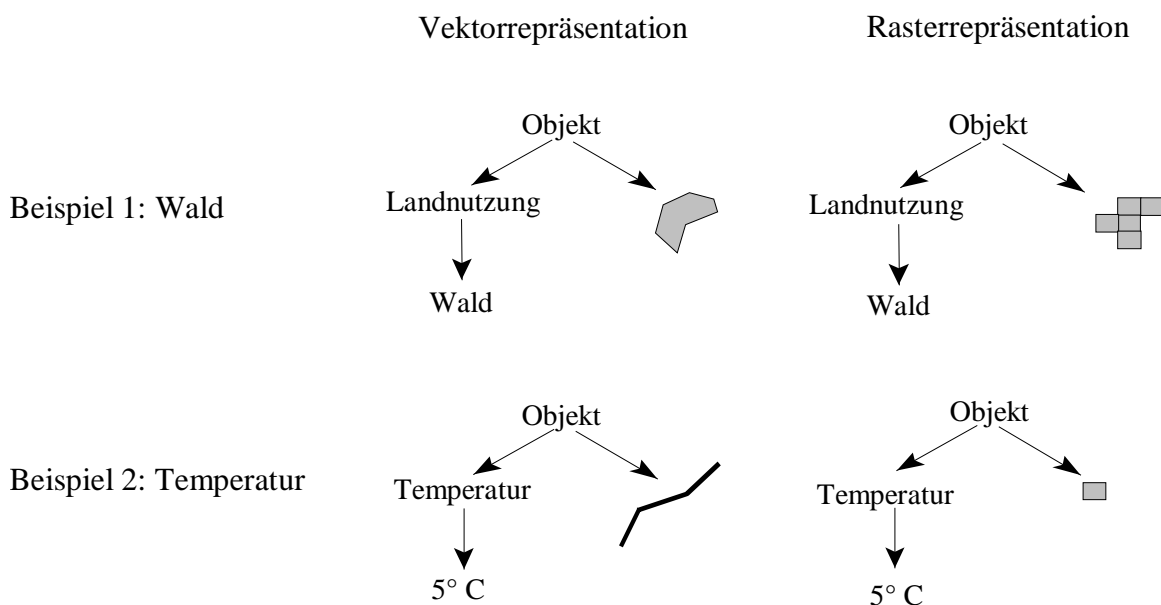 Vektorrepräsentation Rasterrepräsentation
Objekt Objekt
Beispiel 1: Wald Landnutzung Landnutzung
Wald Wald
Objekt Objekt
Beispiel 2: Temperatur Temperatur Temperatur
5° C 5° C